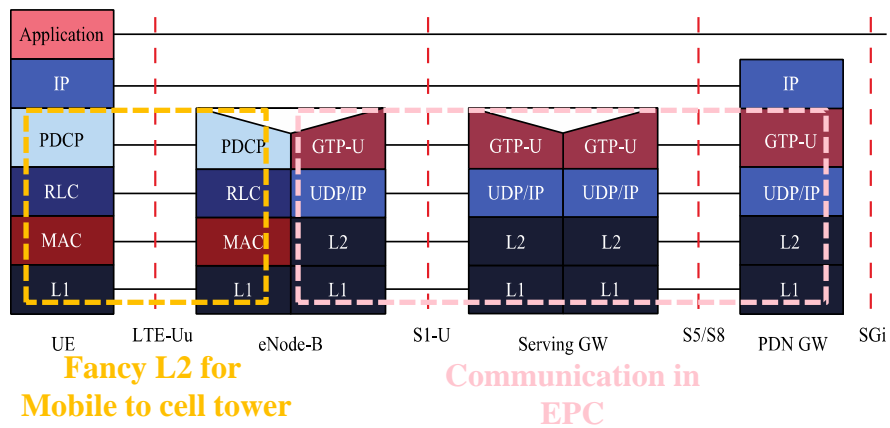 Application
IP IP
PDCP PDCP GTP-U GTP-U GTP-U GTP-U
RLC RLC UDP/IP UDP/IP UDP/IP UDP/IP
MAC MAC L2 L2 L2 L2
L1 L1 L1 L1 L1 L1
UE LTE-Uu eNode-B S1-U Serving GW S5/S8 PDN GW SGi
Fancy L2 for
Mobile to cell tower
Communication in
EPC